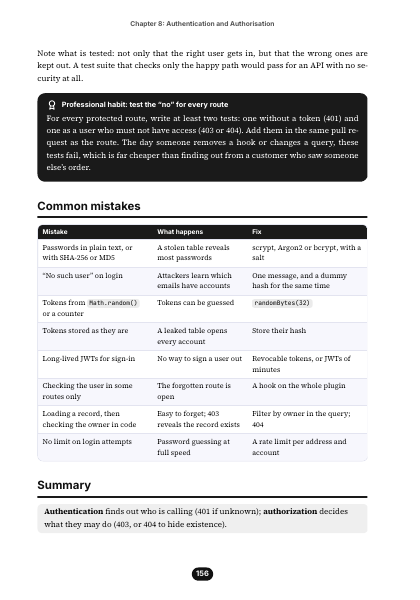 Chapter 8: Authentication and Authorisation
Note what is tested: not only that the right user gets in, but that the wrong ones are
kept out. A test suite that checks only the happy path would pass for an API with no se-
curity at all.
Professional habit: test the “no” for every route
For every protected route, write at least two tests: one without a token (401) and
one as a user who must not have access (403 or 404). Add them in the same pull re-
quest as the route. The day someone removes a hook or changes a query, these
tests fail, which is far cheaper than finding out from a customer who saw someone
else’s order.
Common mistakes
Mistake What happens Fix
Passwords in plain text, or A stolen table reveals scrypt, Argon2 or bcrypt, with a
with SHA-256 or MD5 most passwords salt
“No such user” on login Attackers learn which One message, and a dummy
emails have accounts hash for the same time
Tokens from Math.random() Tokens can be guessed randomBytes(32)
or a counter
Tokens stored as they are A leaked table opens Store their hash
every account
Long-lived JWTs for sign-in No way to sign a user out Revocable tokens, or JWTs of
minutes
Checking the user in some The forgotten route is A hook on the whole plugin
routes only open
Loading a record, then Easy to forget; 403 Filter by owner in the query;
checking the owner in code reveals the record exists 404
No limit on login attempts Password guessing at A rate limit per address and
full speed account
Summary
Authentication finds out who is calling (401 if unknown); authorization decides
what they may do (403, or 404 to hide existence).
156